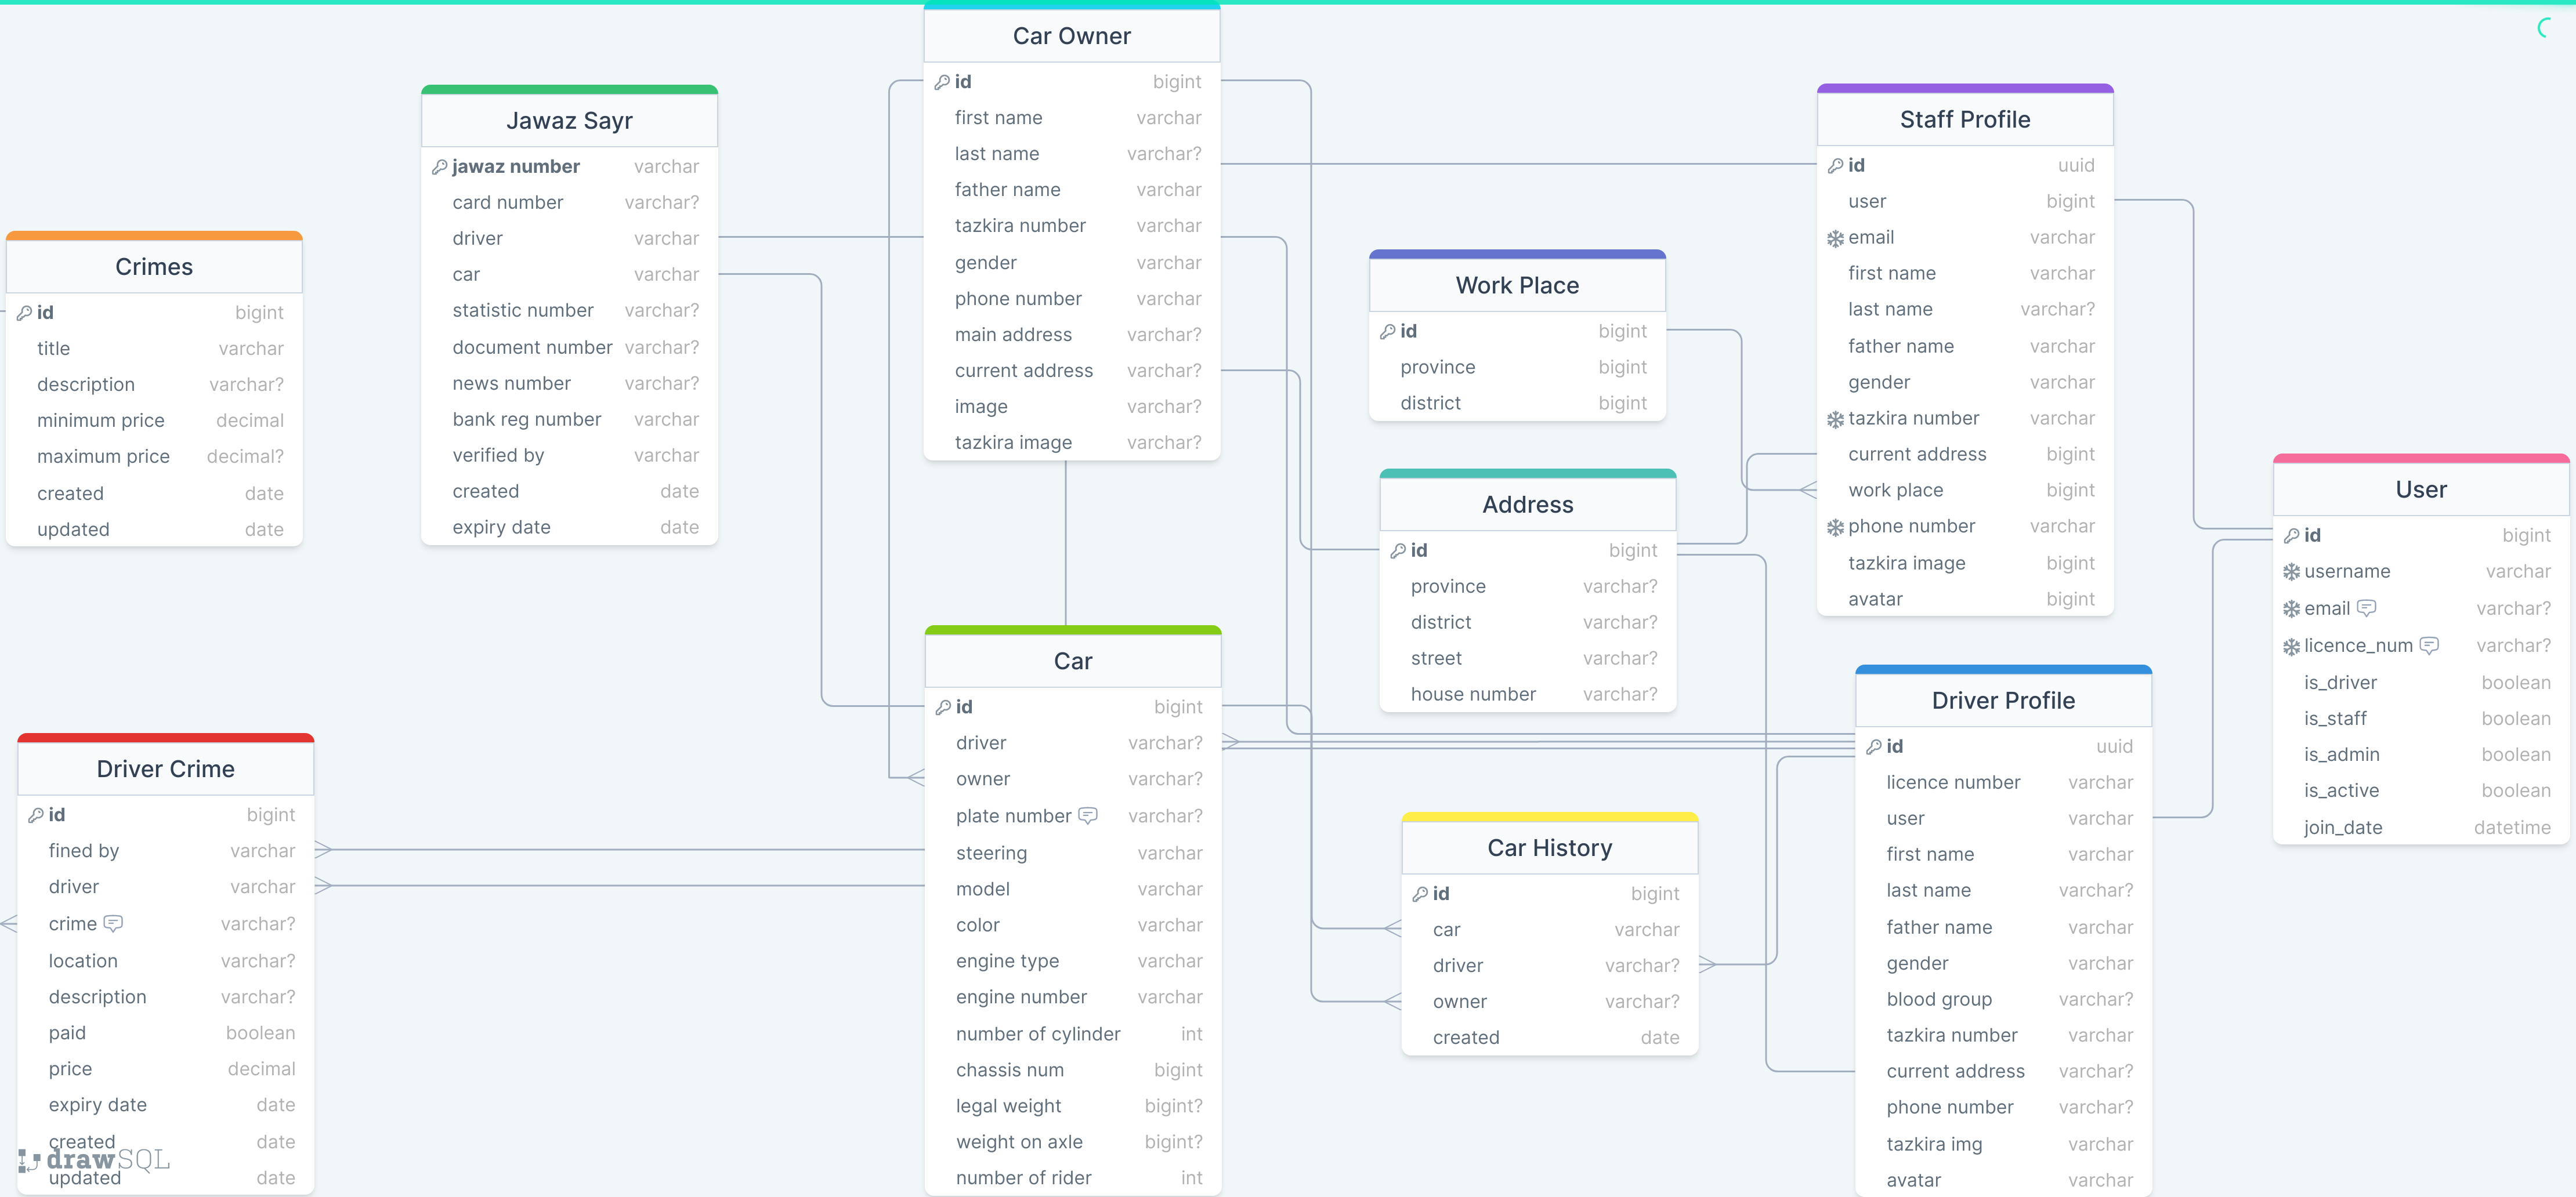 Car Owner
id bigint
first name varchar
last name varchar?
father name varchar
tazkira number varchar
gender varchar
phone number varchar
main address varchar?
current address varchar?
image varchar?
tazkira image varchar?
Jawaz Sayr
jawaz number varchar
card number varchar?
driver varchar
car varchar
statistic number varchar?
document number varchar?
news number varchar?
bank reg number varchar
verified by varchar
created date
expiry date date
Staff Profile
id uuid
user bigint
email varchar
first name varchar
last name varchar?
father name varchar
gender varchar
tazkira number varchar
current address bigint
work place bigint
phone number varchar
tazkira image bigint
avatar bigint
Crimes
id bigint
title varchar
description varchar?
minimum price decimal
maximum price decimal?
created date
updated date
Work Place
id bigint
province bigint
district bigint
Address
id bigint
province varchar?
district varchar?
street varchar?
house number varchar?
User
id bigint
username varchar
email varchar?
licence_num varchar?
is_driver boolean
is_staff boolean
is_admin boolean
is_active boolean
join_date datetime
Car
id bigint
driver varchar?
owner varchar?
plate number varchar?
steering varchar
model varchar
color varchar
engine type varchar
engine number varchar
number of cylinder int
chassis num bigint
legal weight bigint?
weight on axle bigint?
number of rider int
Driver Profile
id uuid
licence number varchar
user varchar
first name varchar
last name varchar?
father name varchar
gender varchar
blood group varchar?
tazkira number varchar
current address varchar?
phone number varchar?
tazkira img varchar
avatar varchar
Driver Crime
id bigint
fined by varchar
driver varchar
crime varchar?
location varchar?
description varchar?
paid boolean
price decimal
expiry date date
created date
updated date
Car History
id bigint
car varchar
driver varchar?
owner varchar?
created date
drawSQL